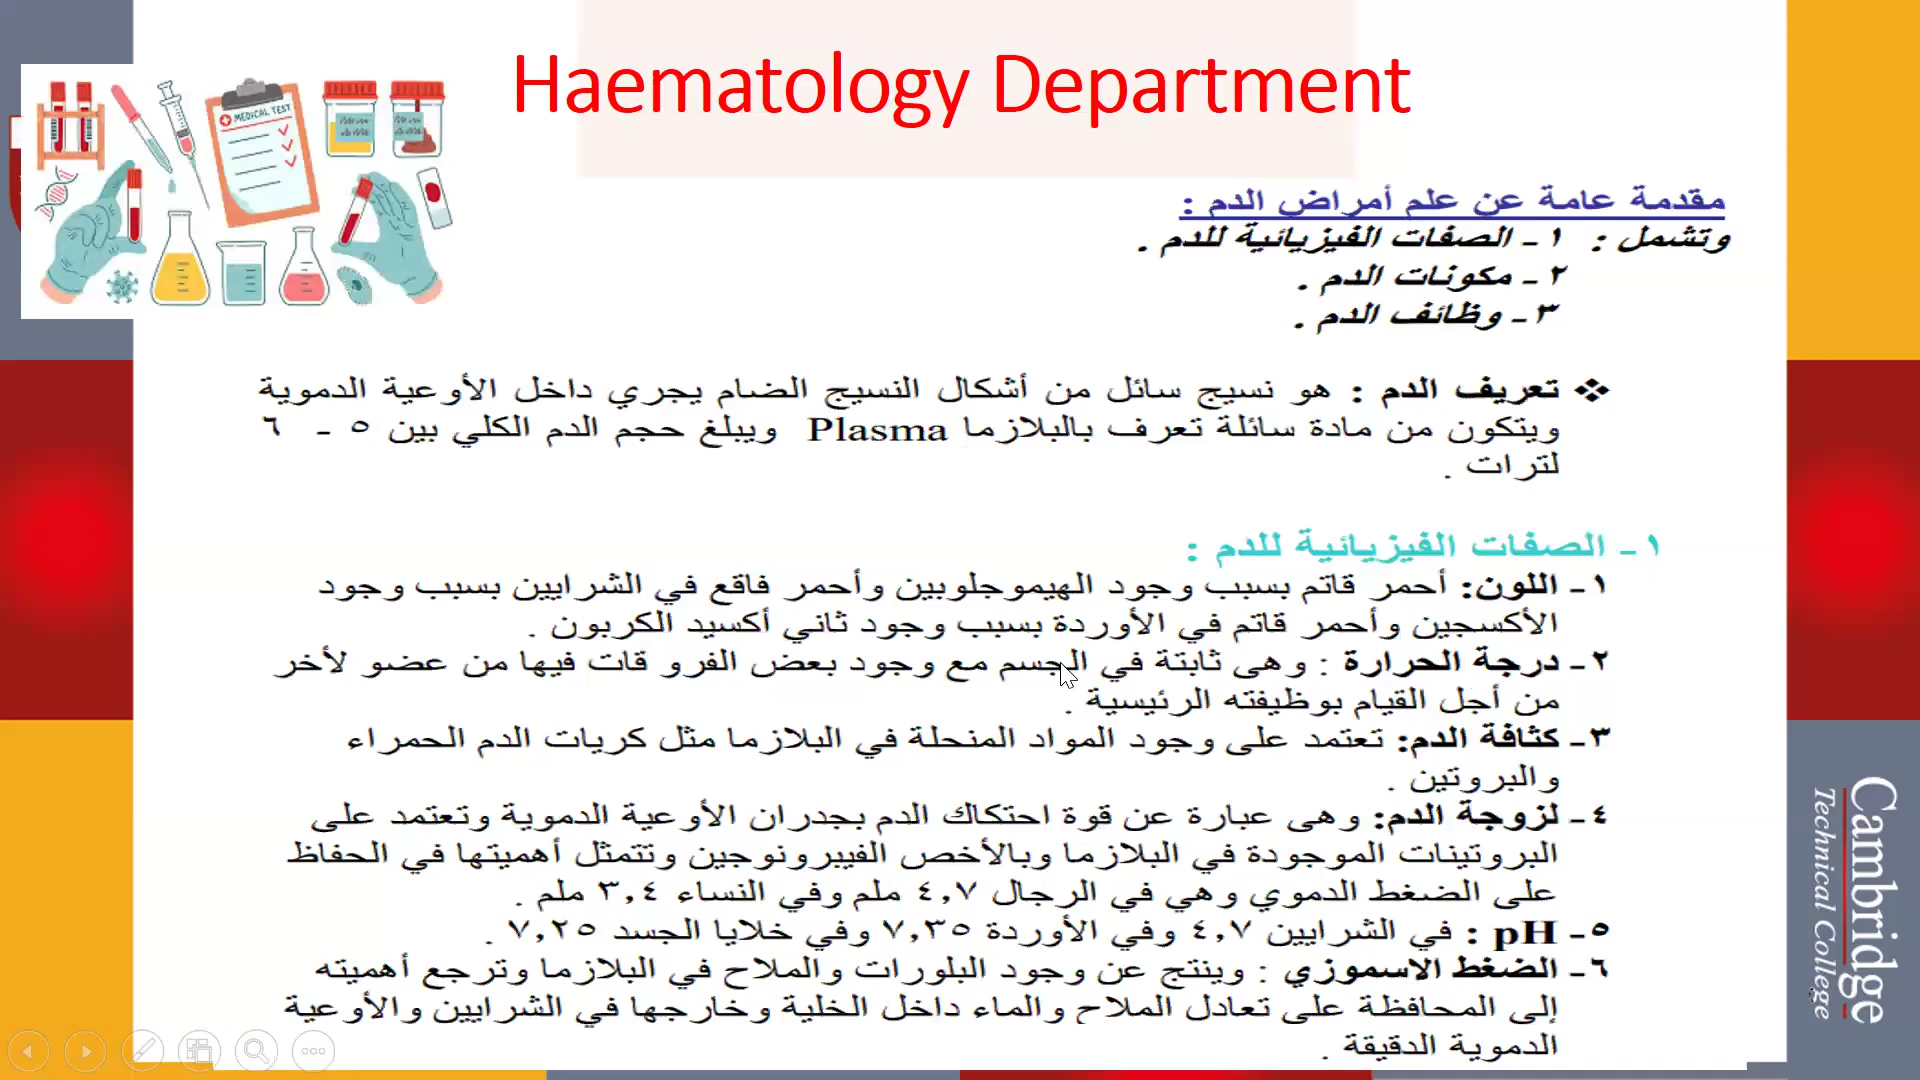 Haematology Department
MEDICAL TEST
مقدمة عامة عن علم أمراض الدم :
وتشمل : ١ - الصفات الفيزيائية للدم .
٢ - مكونات الدم .
٣ - وظائف الدم .
❖ تعريف الدم : هو نسيج سائل من أشكال النسيج الضام يجري داخل الأوعية الدموية
ويتكون من مادة سائلة تعرف بالبلازما Plasma ويبلغ حجم الدم الكلي بين ٥ - ٦
لترات .
١ - الصفات الفيزيائية للدم :
١ - اللون: أحمر قاتم بسبب وجود الهيموجلوبين وأحمر فاقع في الشرايين بسبب وجود
الأكسجين وأحمر قاتم في الأوردة بسبب وجود ثاني أكسيد الكربون .
٢ - درجة الحرارة : وهى ثابتة في الجسم مع وجود بعض الفرو قات فيها من عضو لأخر
من أجل القيام بوظيفته الرئيسية .
٣ - كثافة الدم: تعتمد على وجود المواد المنحلة في البلازما مثل كريات الدم الحمراء
والبروتين .
٤ - لزوجة الدم: وهى عبارة عن قوة احتكاك الدم بجدران الأوعية الدموية وتعتمد على
البروتينات الموجودة في البلازما وبالأخص الفيبرونوجين وتتمثل أهميتها في الحفاظ
على الضغط الدموي وهي في الرجال ٤,٧ ملم وفي النساء ٣,٤ ملم .
٥ - pH : في الشرايين ٤,٧ وفي الأوردة ٧,٣٥ وفي خلايا الجسد ٧,٢٥ .
٦ - الضغط الاسموزي : وينتج عن وجود البلورات والملاح في البلازما وترجع أهميته
إلى المحافظة على تعادل الملاح والماء داخل الخلية وخارجها في الشرايين والأوعية
الدموية الدقيقة .
Cambridge
Technical College